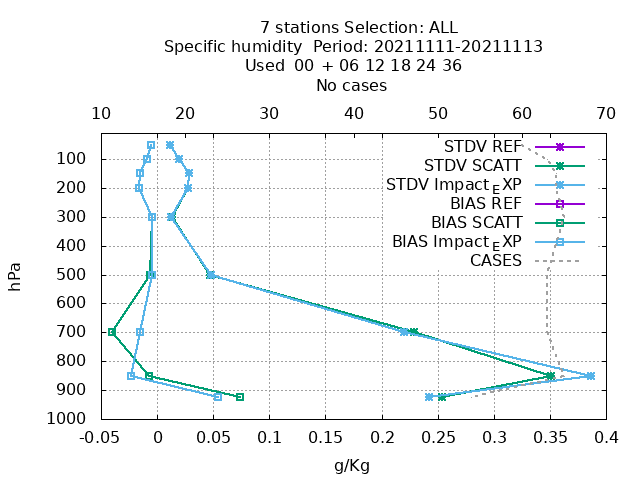 7 stations Selection: ALL
Specific humidity  Period: 20211111-20211113
Used  00 + 06 12 18 24 36
No cases
10 20 30 40 50 60 70
STDV REF
STDV SCATT
STDV Impact_EXP
BIAS REF
BIAS SCATT
BIAS Impact_EXP
CASES
100
200
300
400
500
600
700
800
900
1000
hPa
-0.05 0 0.05 0.1 0.15 0.2 0.25 0.3 0.35 0.4
g/Kg